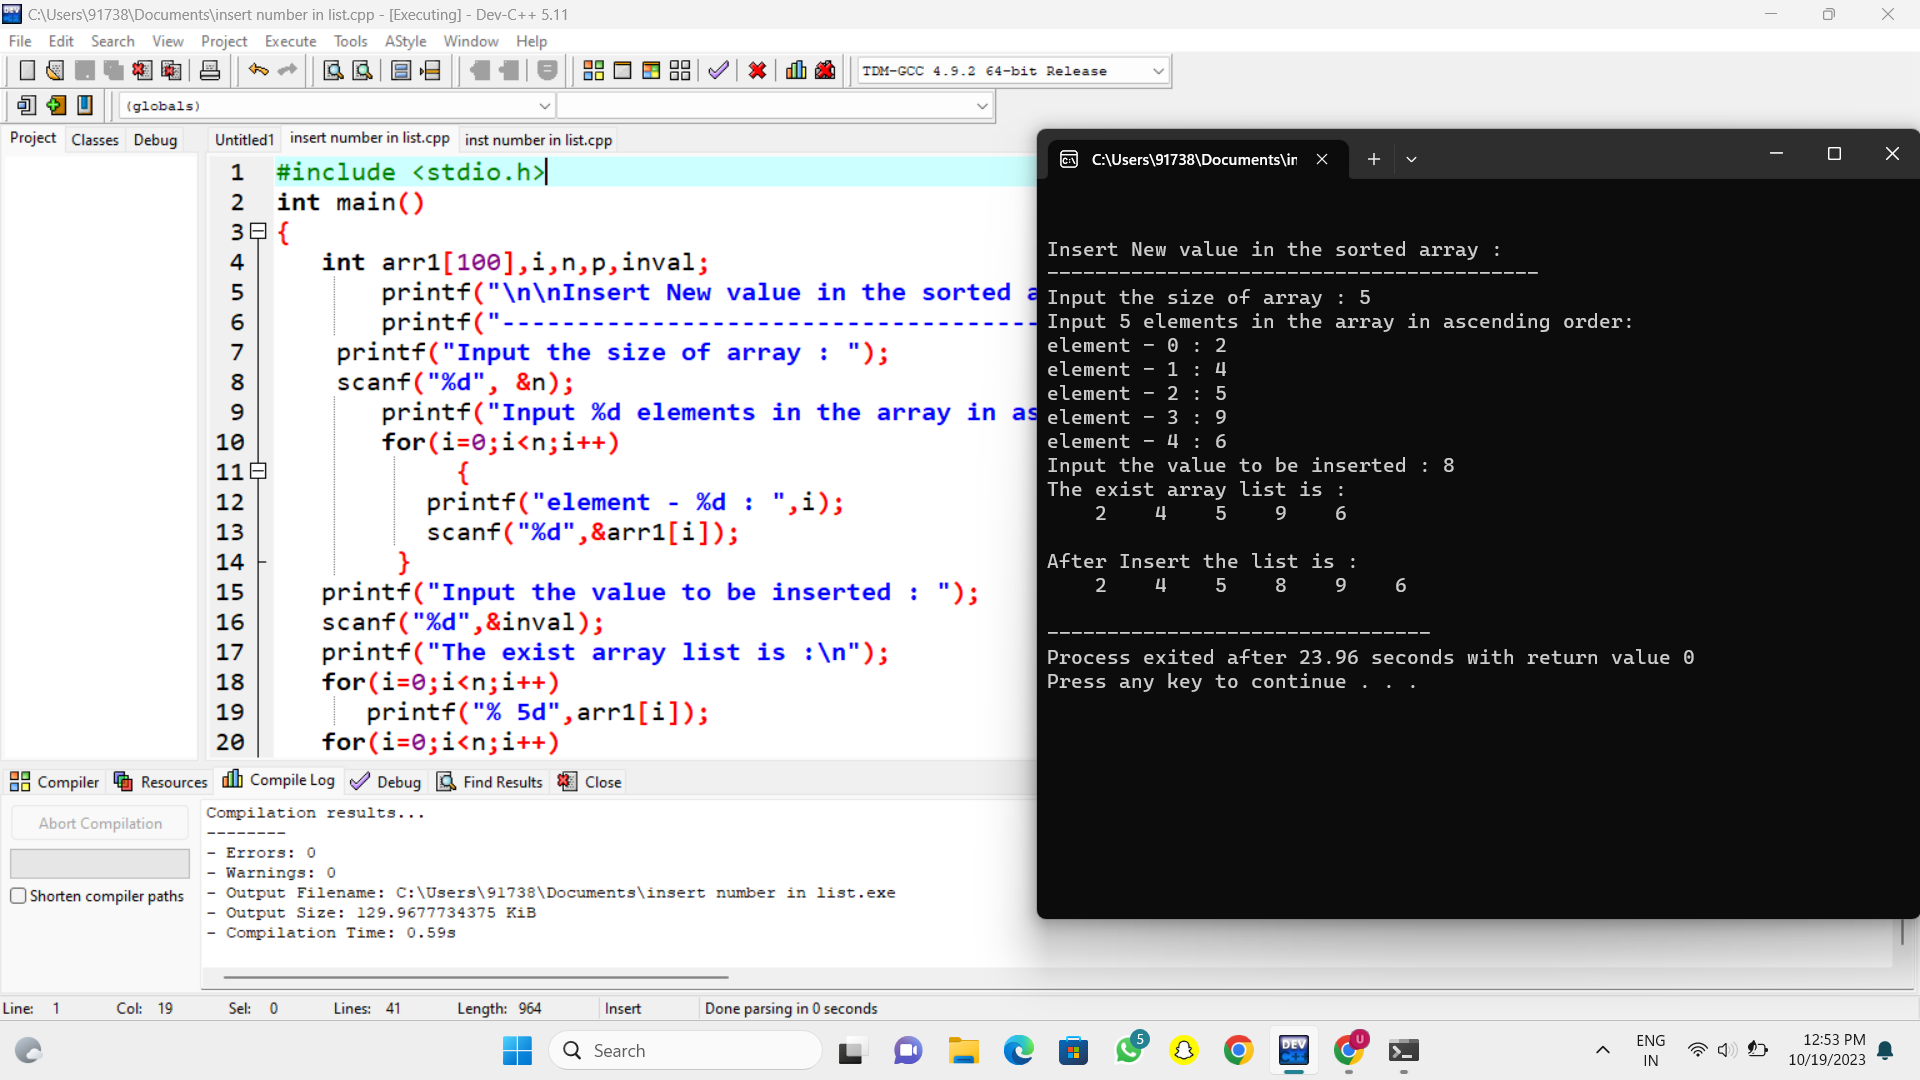 C:\Users\91738\Documents\insert number in list.cpp - [Executing] - Dev-C++ 5.11
File Edit Search View Project Execute Tools AStyle Window Help
TDM-GCC 4.9.2 64-bit Release
(globals)
Project Classes Debug
Untitled1 insert number in list.cpp inst number in list.cpp
1 #include <stdio.h>
2 int main()
3 {
4 int arr1[100],i,n,p,inval;
5 printf("\n\nInsert New value in the sorted a
6 printf("------------------------------------
7 printf("Input the size of array : ");
8 scanf("%d", &n);
9 printf("Input %d elements in the array in as
10 for(i=0;i<n;i++)
11 {
12 printf("element - %d : ",i);
13 scanf("%d",&arr1[i]);
14 }
15 printf("Input the value to be inserted : ");
16 scanf("%d",&inval);
17 printf("The exist array list is :\n");
18 for(i=0;i<n;i++)
19 printf("% 5d",arr1[i]);
20 for(i=0;i<n;i++)
C:\Users\91738\Documents\in
Insert New value in the sorted array :
-----------------------------------------
Input the size of array : 5
Input 5 elements in the array in ascending order:
element - 0 : 2
element - 1 : 4
element - 2 : 5
element - 3 : 9
element - 4 : 6
Input the value to be inserted : 8
The exist array list is :
2 4 5 9 6
After Insert the list is :
2 4 5 8 9 6
--------------------------------
Process exited after 23.96 seconds with return value 0
Press any key to continue . . .
Compiler Resources Compile Log Debug Find Results Close
Abort Compilation
Shorten compiler paths
Compilation results...
--------
- Errors: 0
- Warnings: 0
- Output Filename: C:\Users\91738\Documents\insert number in list.exe
- Output Size: 129.9677734375 KiB
- Compilation Time: 0.59s
Line: 1 Col: 19 Sel: 0 Lines: 41 Length: 964 Insert Done parsing in 0 seconds
Search
5
DEV
U
ENG
IN
12:53 PM
10/19/2023